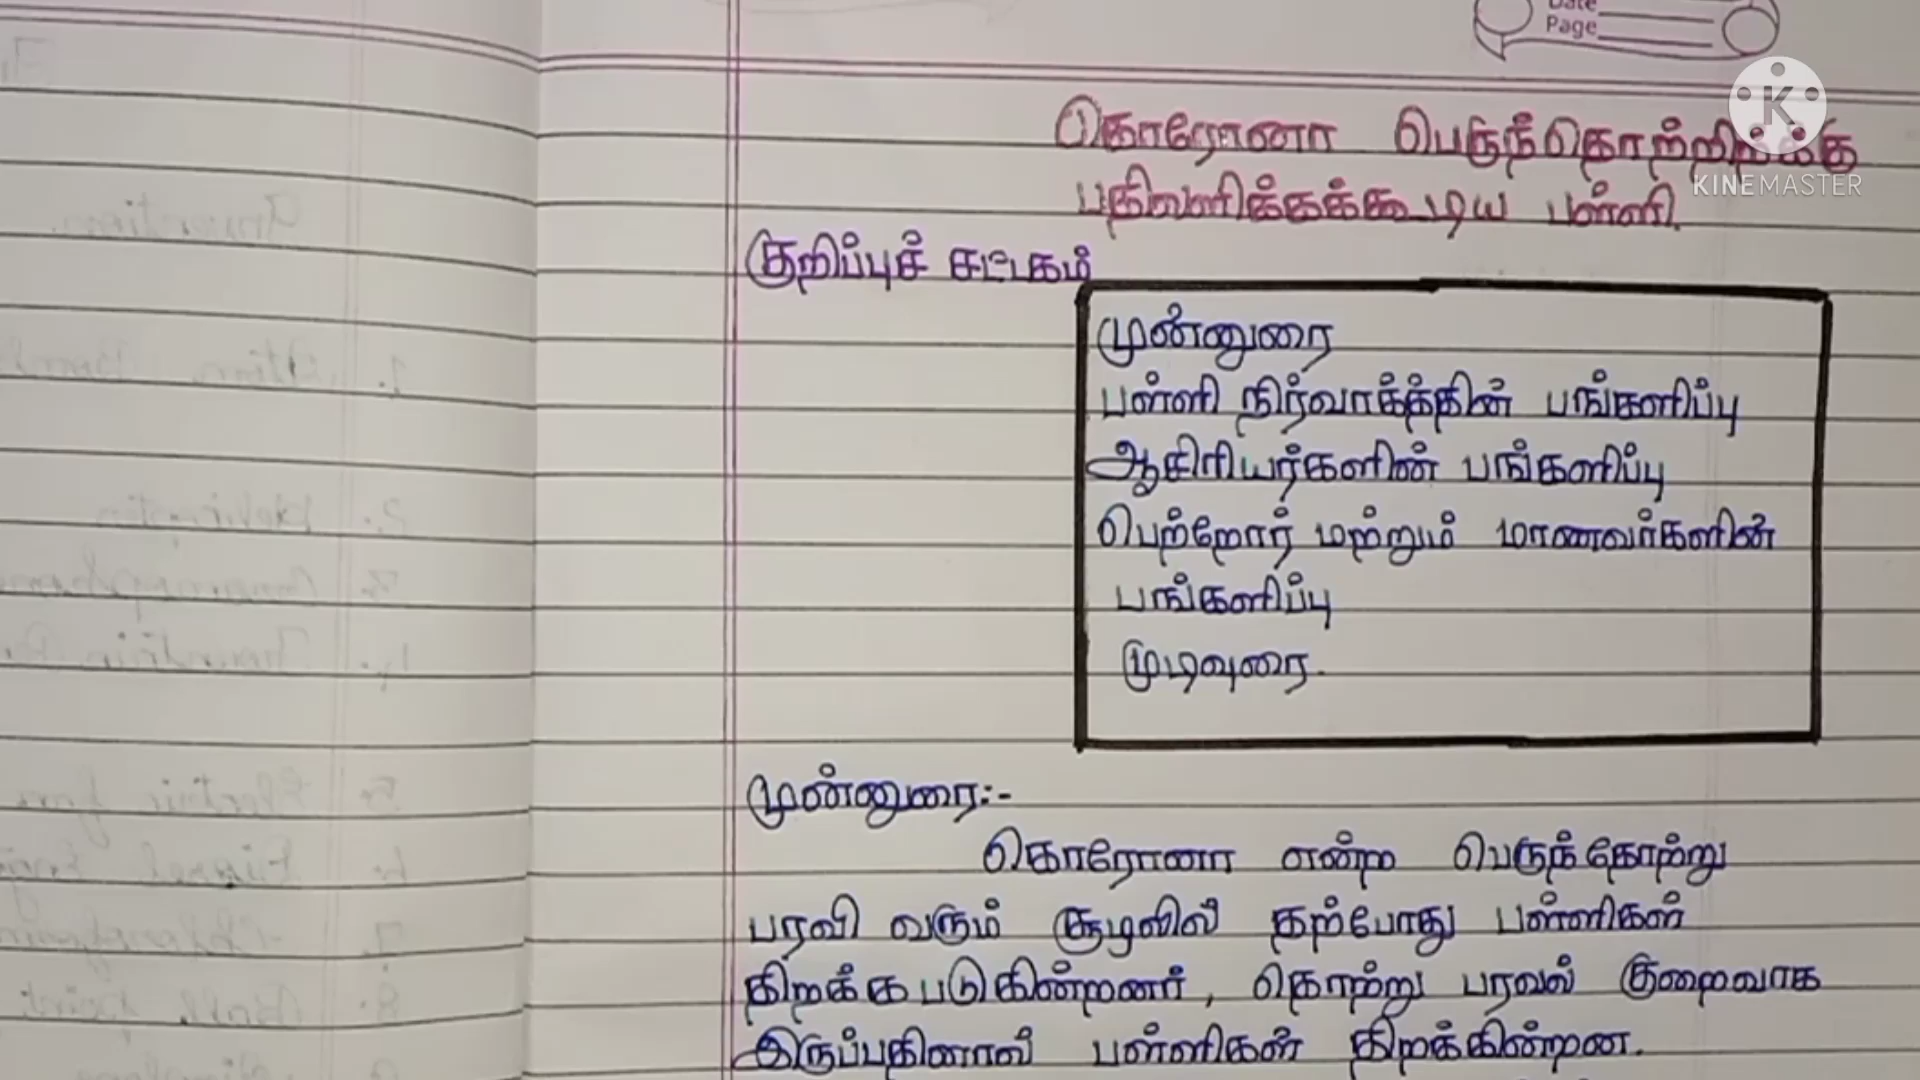 Date
Page
KINEMASTER
கொரோனா பெருந்தொற்றிற்கு
பதிலளிக்கக்கூடிய பள்ளி.
குறிப்புச் சட்டகம்
முன்னுரை
பள்ளி நிர்வாகத்தின் பங்களிப்பு
ஆசிரியர்களின் பங்களிப்பு
பெற்றோர் மற்றும் மாணவர்களின்
பங்களிப்பு
முடிவுரை.
முன்னுரை:-
கொரோனா என்ற பெருந்தோற்று
பரவி வரும் சூழலில் தற்போது பள்ளிகள்
திறக்கபடுகின்றனர், தொற்று பரவல் குறைவாக
இருப்பதினால் பள்ளிகள் திறக்கின்றன.